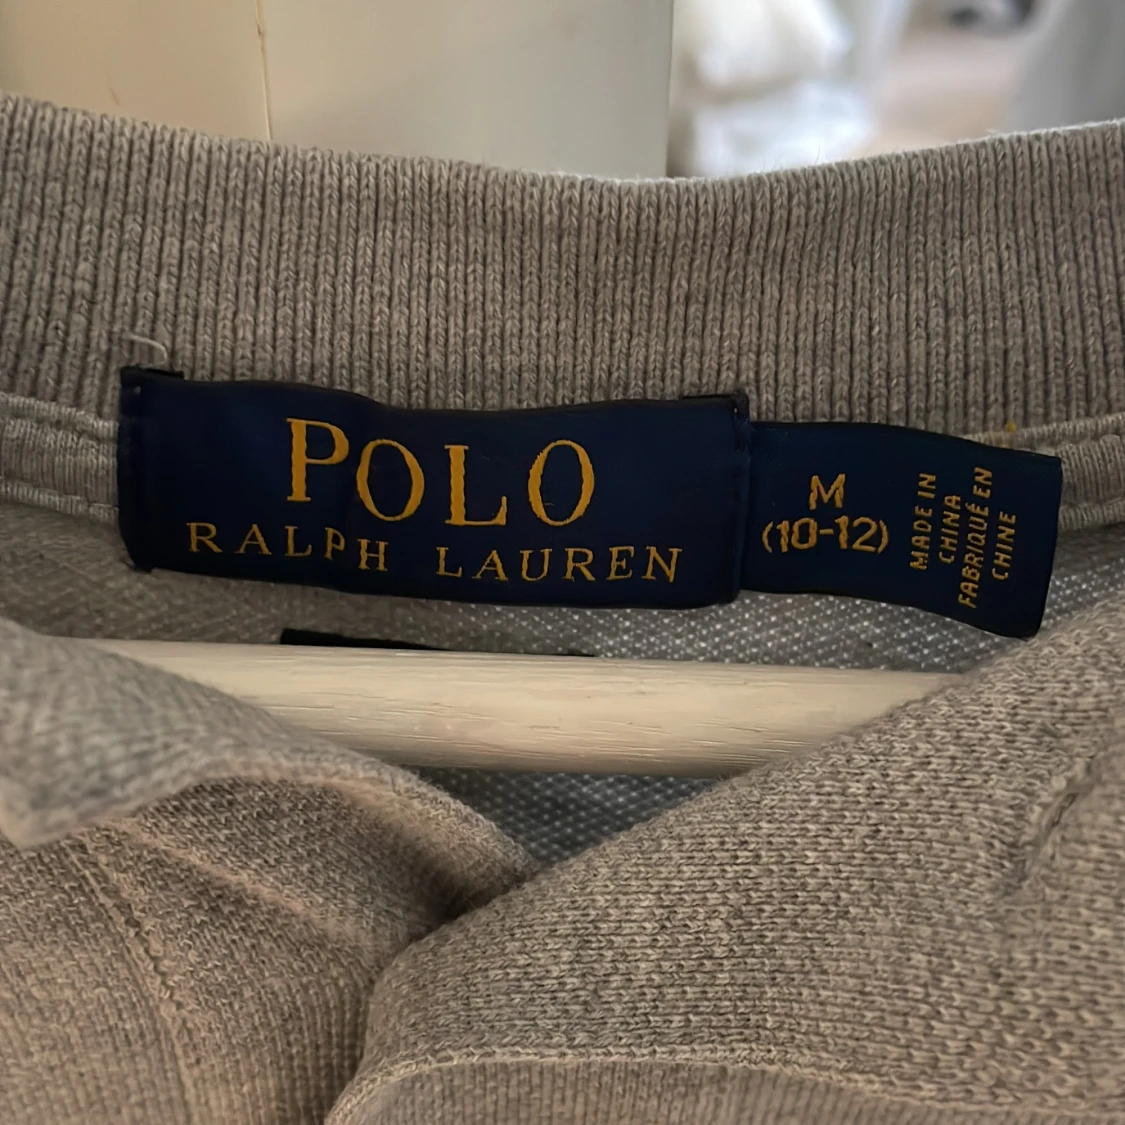 POLO
RALPH LAUREN
M
(10-12)
MADE IN
CHINA
FABRIQUÉ EN
CHINE